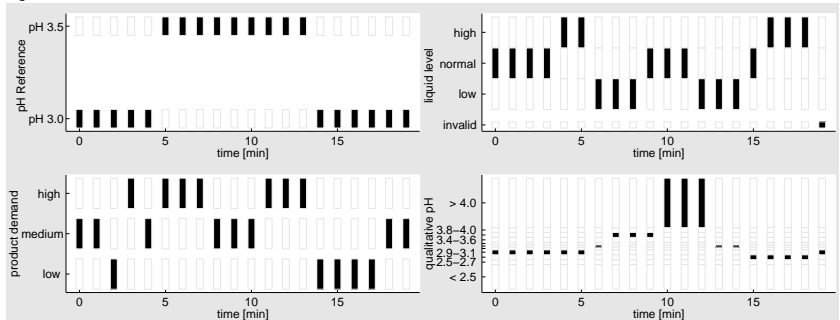 pH 3.5
pH 3.0
pH Reference
0 5 10 15
time [min]
high
normal
low
invalid
liquid level
0 5 10 15
time [min]
high
medium
low
product demand
0 5 10 15
time [min]
> 4.0
3.8–4.0
3.4–3.6
2.9–3.1
2.5–2.7
< 2.5
qualitative pH
0 5 10 15
time [min]